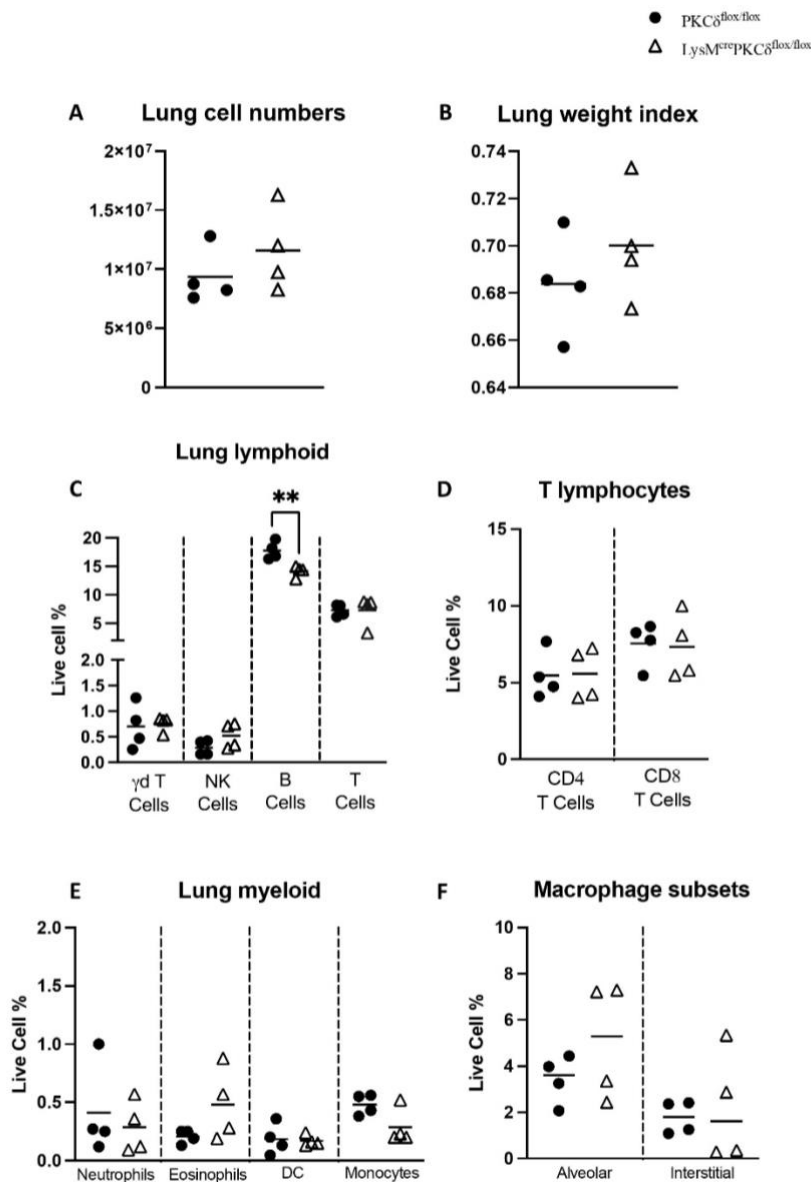 PKCδflox/flox
LysMcrePKCδflox/flox
A Lung cell numbers
2×10⁷
1.5×10⁷
1×10⁷
5×10⁶
0
B Lung weight index
0.74
0.72
0.70
0.68
0.66
0.64
Lung lymphoid
C
**
Live cell %
20
15
10
5
2.0
1.5
1.0
0.5
0.0
γd T Cells
NK Cells
B Cells
T Cells
D T lymphocytes
Live Cell %
15
10
5
0
CD4 T Cells
CD8 T Cells
E Lung myeloid
Live Cell %
2.0
1.5
1.0
0.5
0.0
Neutrophils Eosinophils DC Monocytes
F Macrophage subsets
Live Cell %
10
8
6
4
2
0
Alveolar Interstitial